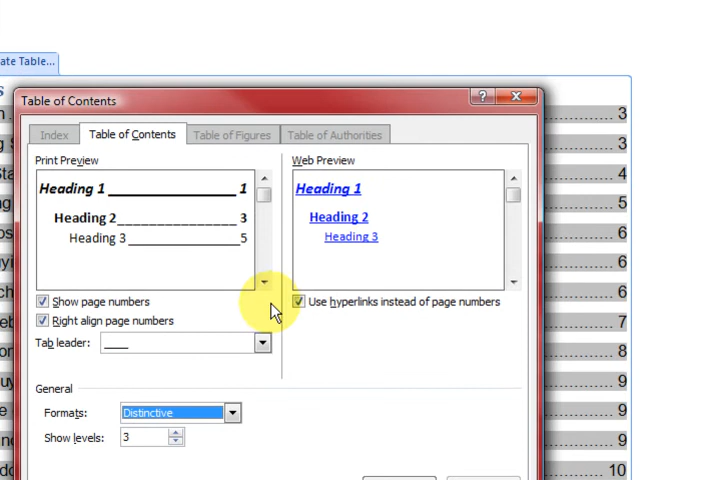 ate Table...
s
Table of Contents
Index Table of Contents Table of Figures Table of Authorities
Print Preview Web Preview
Heading 1 1
Heading 2 3
Heading 3 5
Heading 1
Heading 2
Heading 3
Show page numbers
Right align page numbers
Use hyperlinks instead of page numbers
Tab leader: ____
General
Formats: Distinctive
Show levels: 3
3
3
4
5
6
6
6
7
8
9
9
9
10